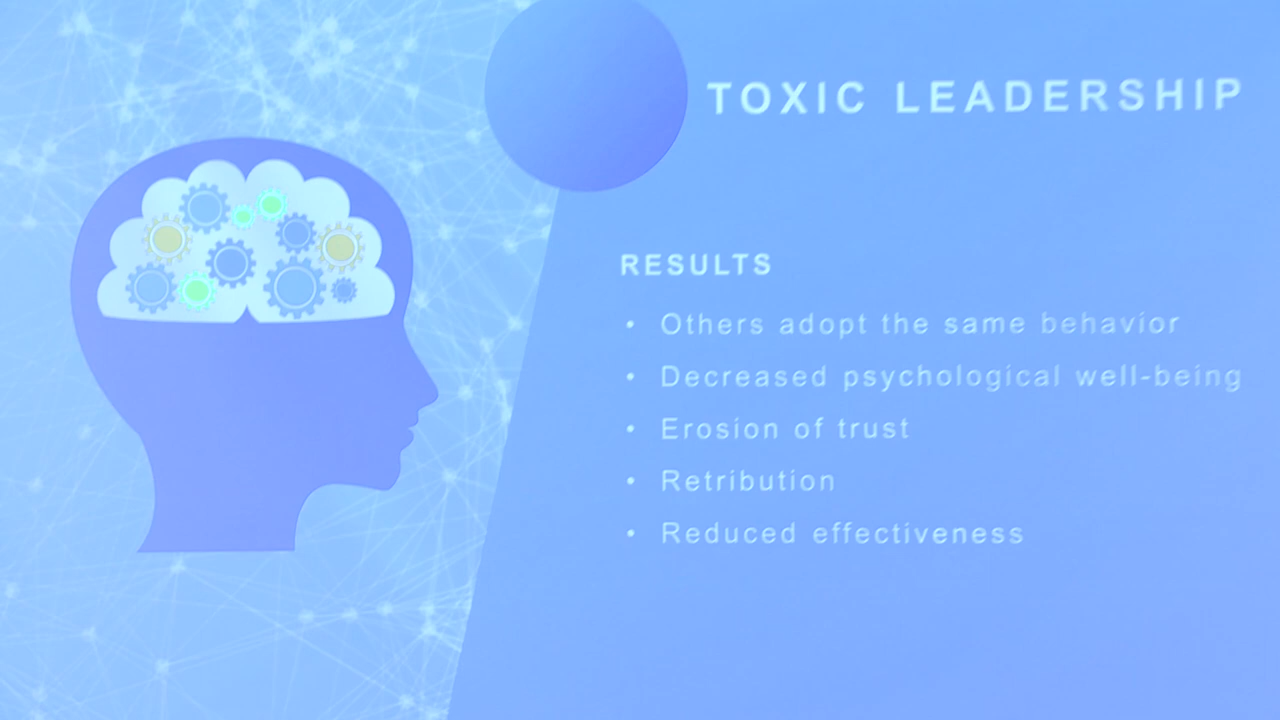 TOXIC LEADERSHIP
RESULTS
• Others adopt the same behavior
• Decreased psychological well-being
• Erosion of trust
• Retribution
• Reduced effectiveness